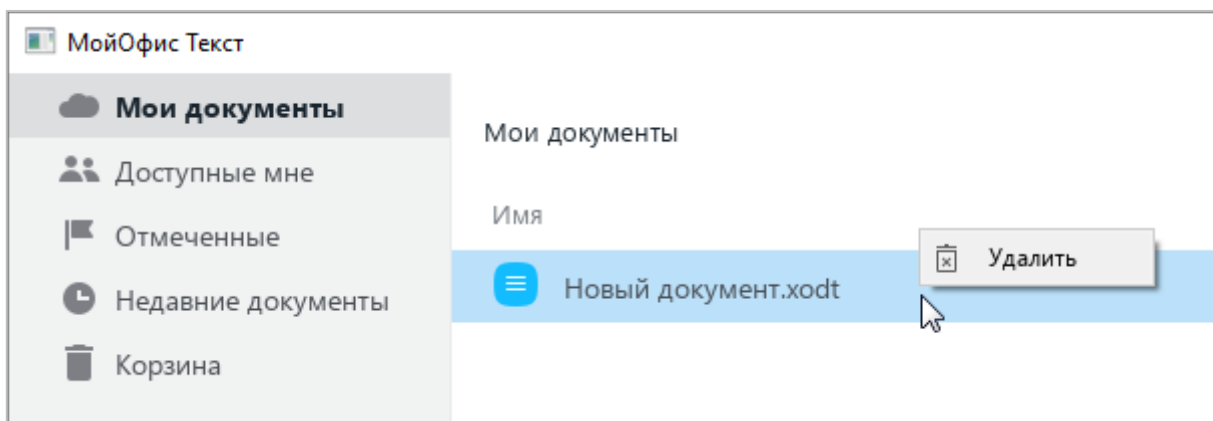 МойОфис Текст
Мои документы
Доступные мне
Отмеченные
Недавние документы
Корзина
Мои документы
Имя
Новый документ.xodt
Удалить